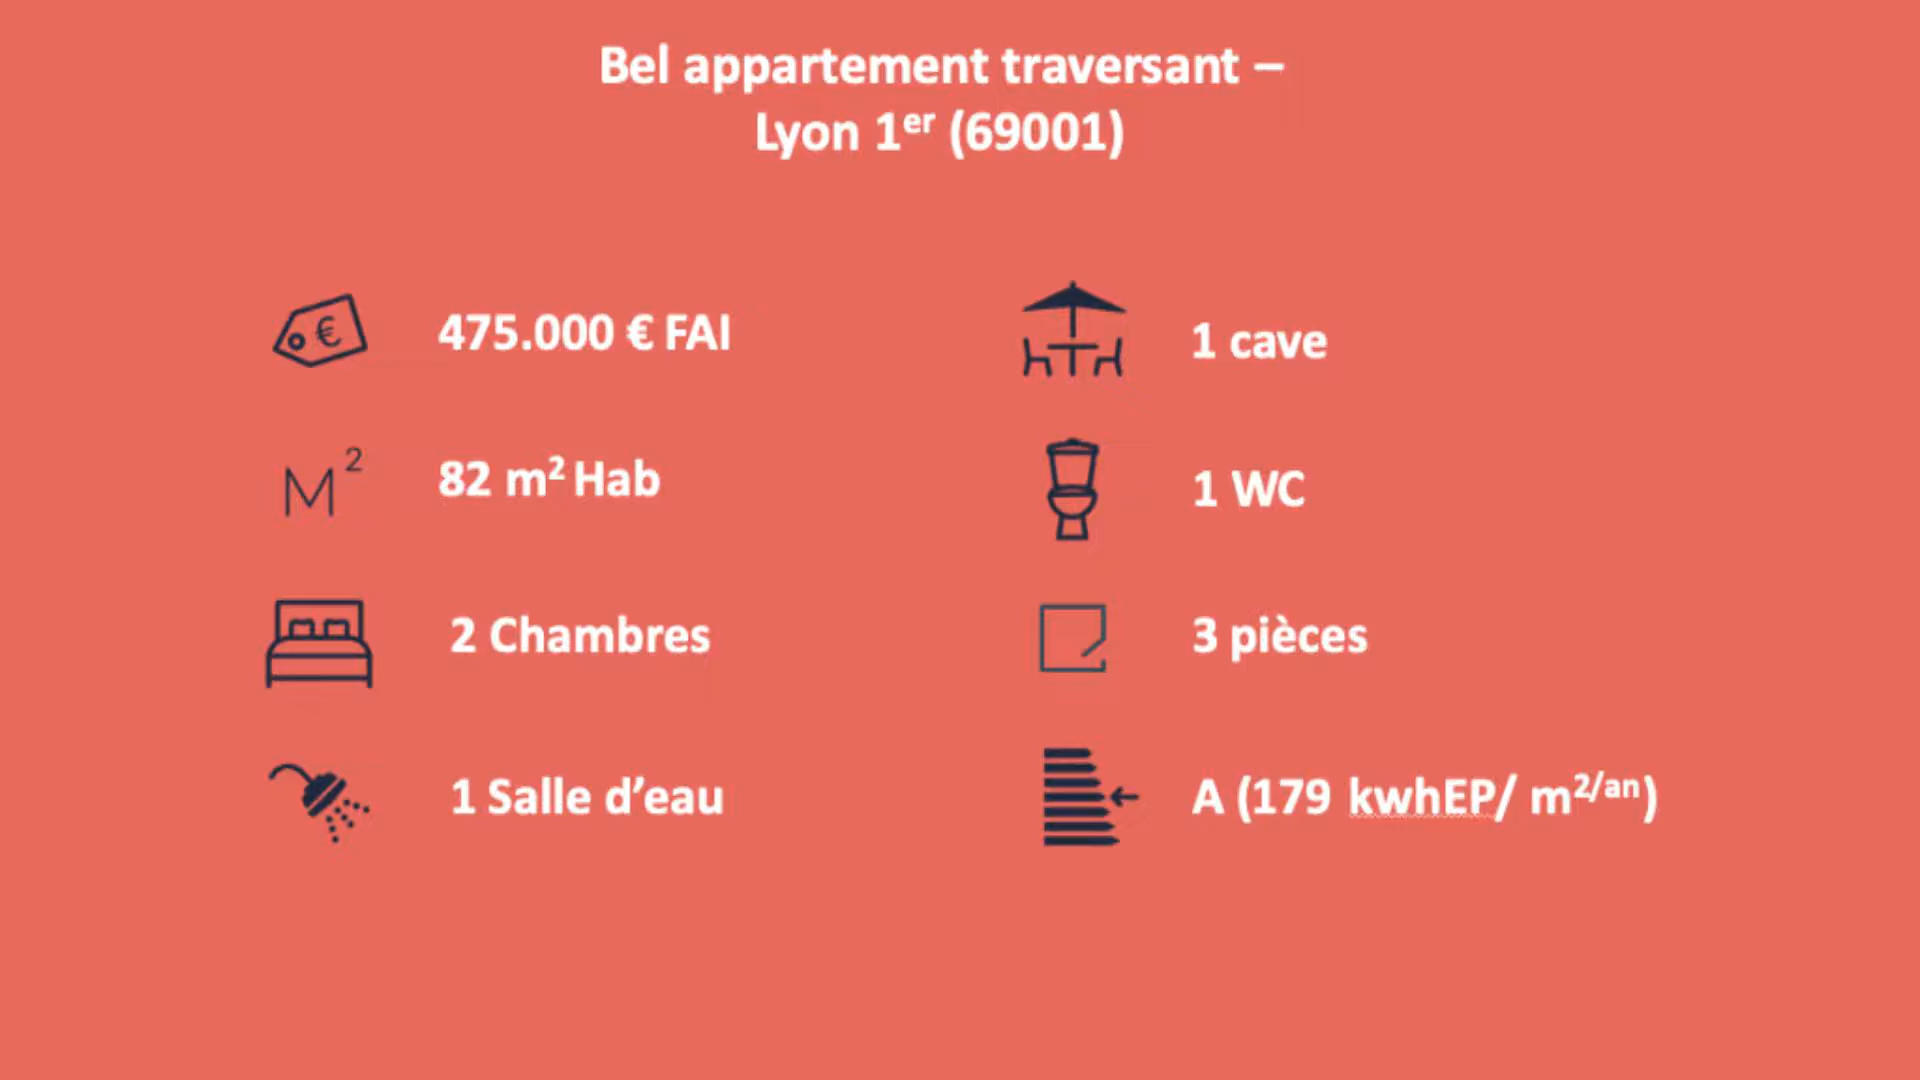 Bel appartement traversant –
Lyon 1er (69001)
€
475.000 € FAI
M²
82 m² Hab
2 Chambres
1 Salle d’eau
1 cave
1 WC
3 pièces
A (179 kwhEP/ m²/an)